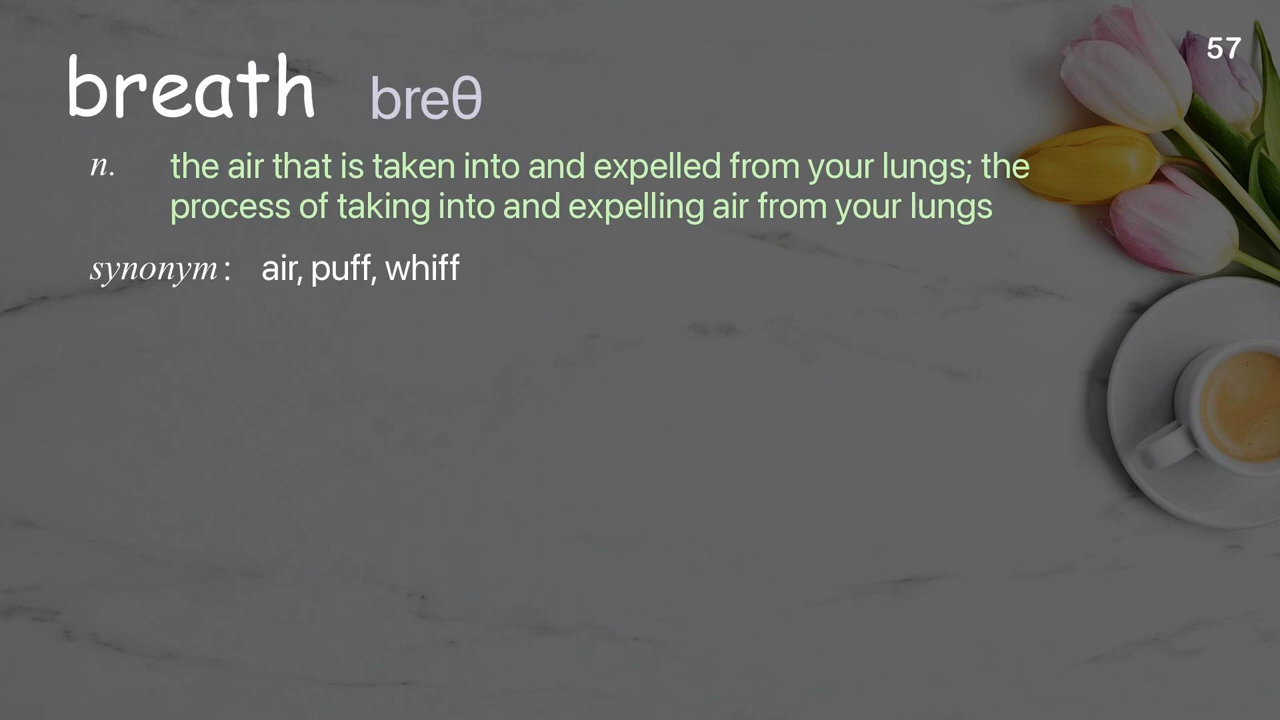 57
breath breθ
n. the air that is taken into and expelled from your lungs; the
process of taking into and expelling air from your lungs
synonym: air, puff, whiff